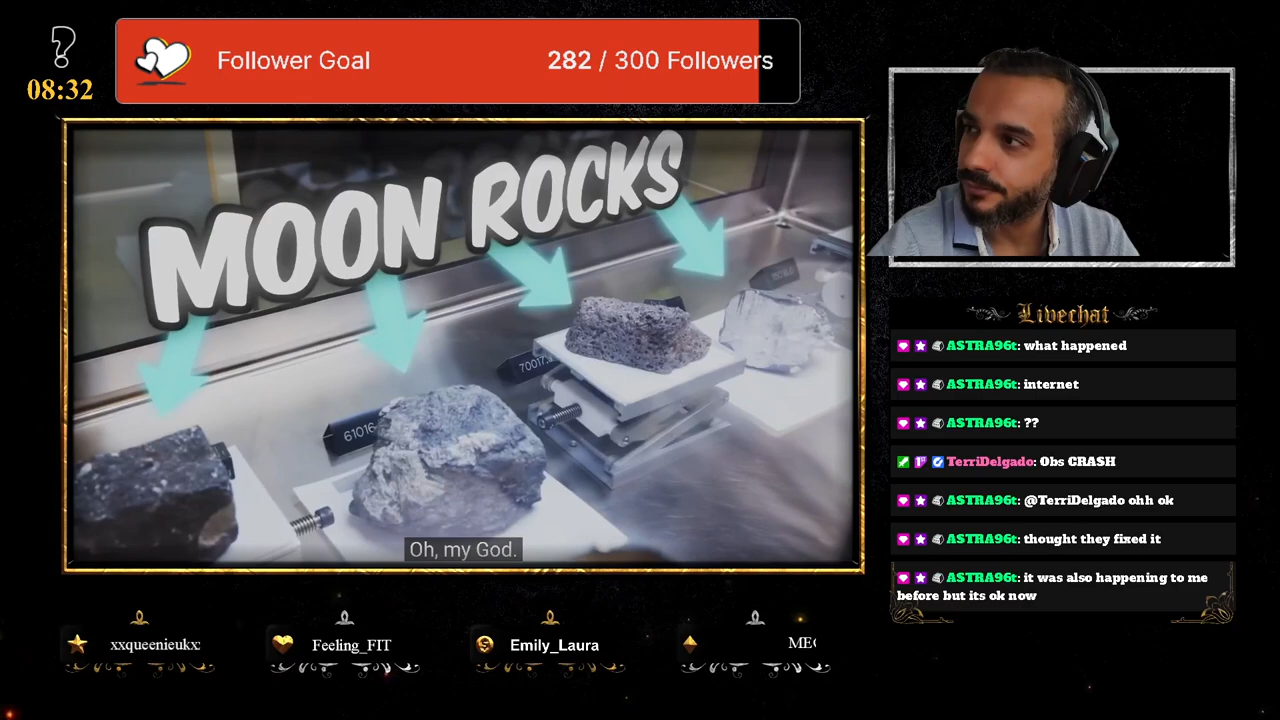 08:32
Follower Goal
282 / 300 Followers
MOON ROCKS
70017
61016
Oh, my God.
Livechat
ASTRA96t: what happened
ASTRA96t: internet
ASTRA96t: ??
TerriDelgado: Obs CRASH
ASTRA96t: @TerriDelgado ohh ok
ASTRA96t: thought they fixed it
ASTRA96t: it was also happening to me
before but its ok now
xxqueenieukx
Feeling_FIT
Emily_Laura